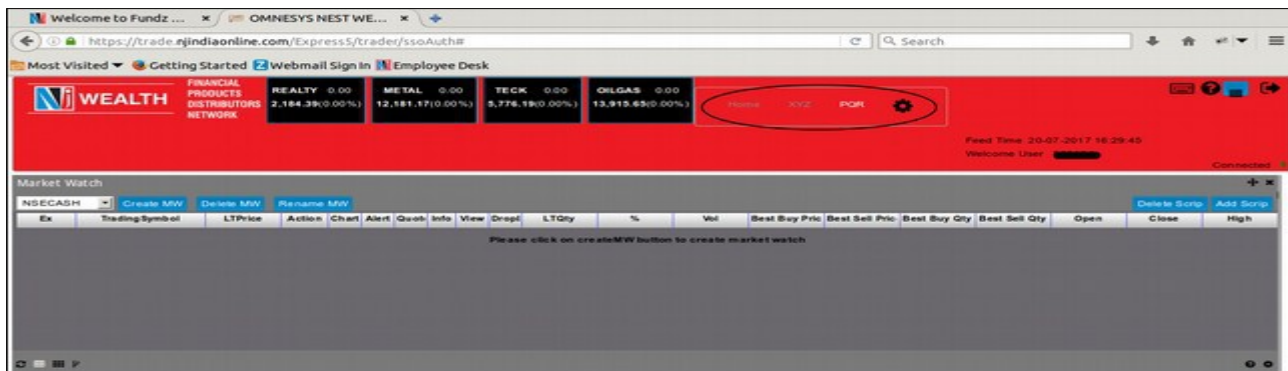 Welcome to Fundz ... × OMNESYS NEST WE... × +
https://trade.njindiaonline.com/Express5/trader/ssoAuth# Search
Most Visited Getting Started Webmail Sign In Employee Desk
NJ WEALTH
FINANCIAL
PRODUCTS
DISTRIBUTORS
NETWORK
REALTY 0.00
2,184.39(0.00%)
METAL 0.00
12,181.17(0.00%)
TECK 0.00
5,776.19(0.00%)
OILGAS 0.00
13,915.65(0.00%)
Home XYZ PQR
Feed Time 20-07-2017 16:29:45
Welcome User
Connected
Market Watch
NSECASH Create MW Delete MW Rename MW Delete Scrip Add Scrip
Ex TradingSymbol LTPrice Action Chart Alert Quot Info View Dropl LTQty % Vol Best Buy Pric Best Sell Pric Best Buy Qty Best Sell Qty Open Close High
Please click on createMW button to create market watch